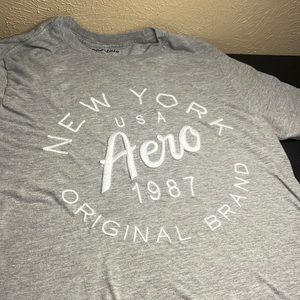 NEW YORK
USA
Aero
1987
ORIGINAL BRAND